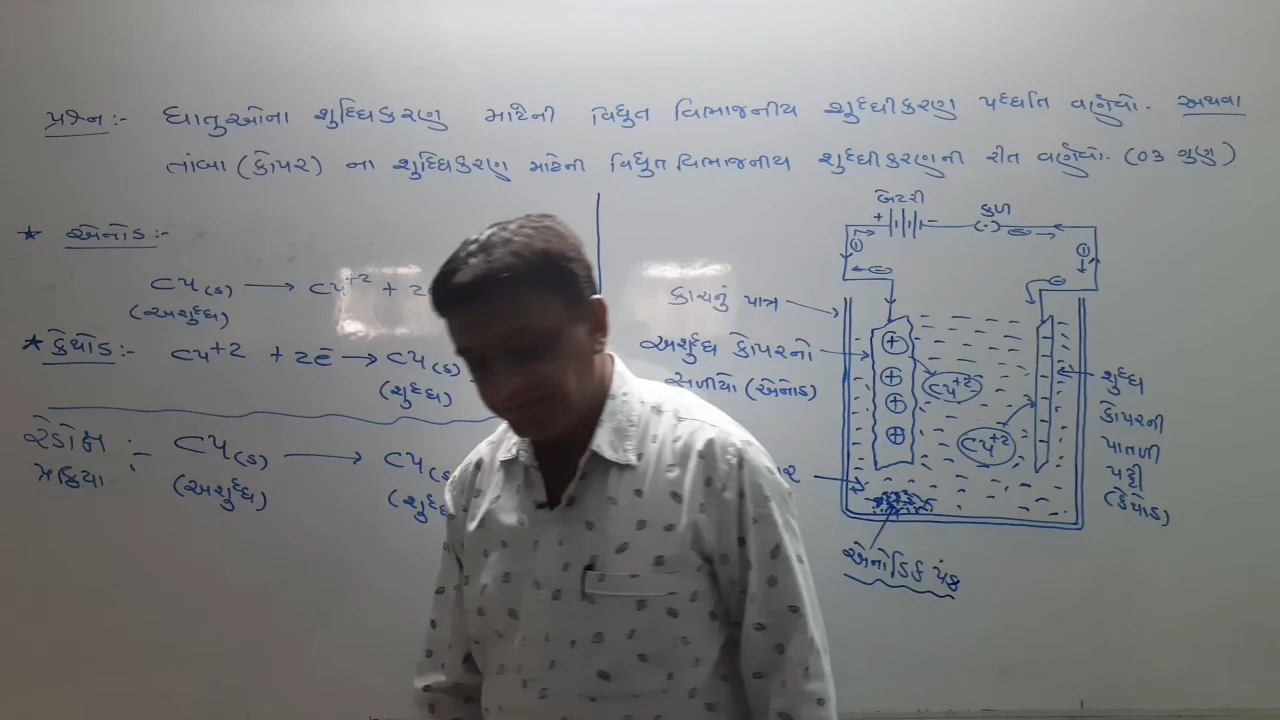 પ્રશ્ન :- ધાતુઓના શુધ્ધિકરણ માટેની વિધુત વિભાજનીય શુધ્ધીકરણ પધ્ધતિ વર્ણવો. અથવા
તાંબા (કોપર) ના શુધ્ધિકરણ માટેની વિધુત વિભાજનીય શુધ્ધીકરણની રીત વર્ણવો. (03 ગુણ)
★ એનોડ :-
Cu(s) → Cu+2 + 2
(અશુધ્ધ)
★ કેથોડ :- Cu+2 + 2e̅ → Cu(s)
(શુધ્ધ)
રેડોક્ષ :- Cu(s) → Cu(s
પ્રક્રિયા (અશુધ્ધ) (શુધ્ધ
બેટરી
+ −
કળ
કાચનું પાત્ર
અશુધ્ધ કોપરનો
સળીયો (એનોડ)
Cu+2
Cu+2
શુધ્ધ
કોપરની
પાતળી
પટ્ટી
(કેથોડ)
એનોડિક પંક